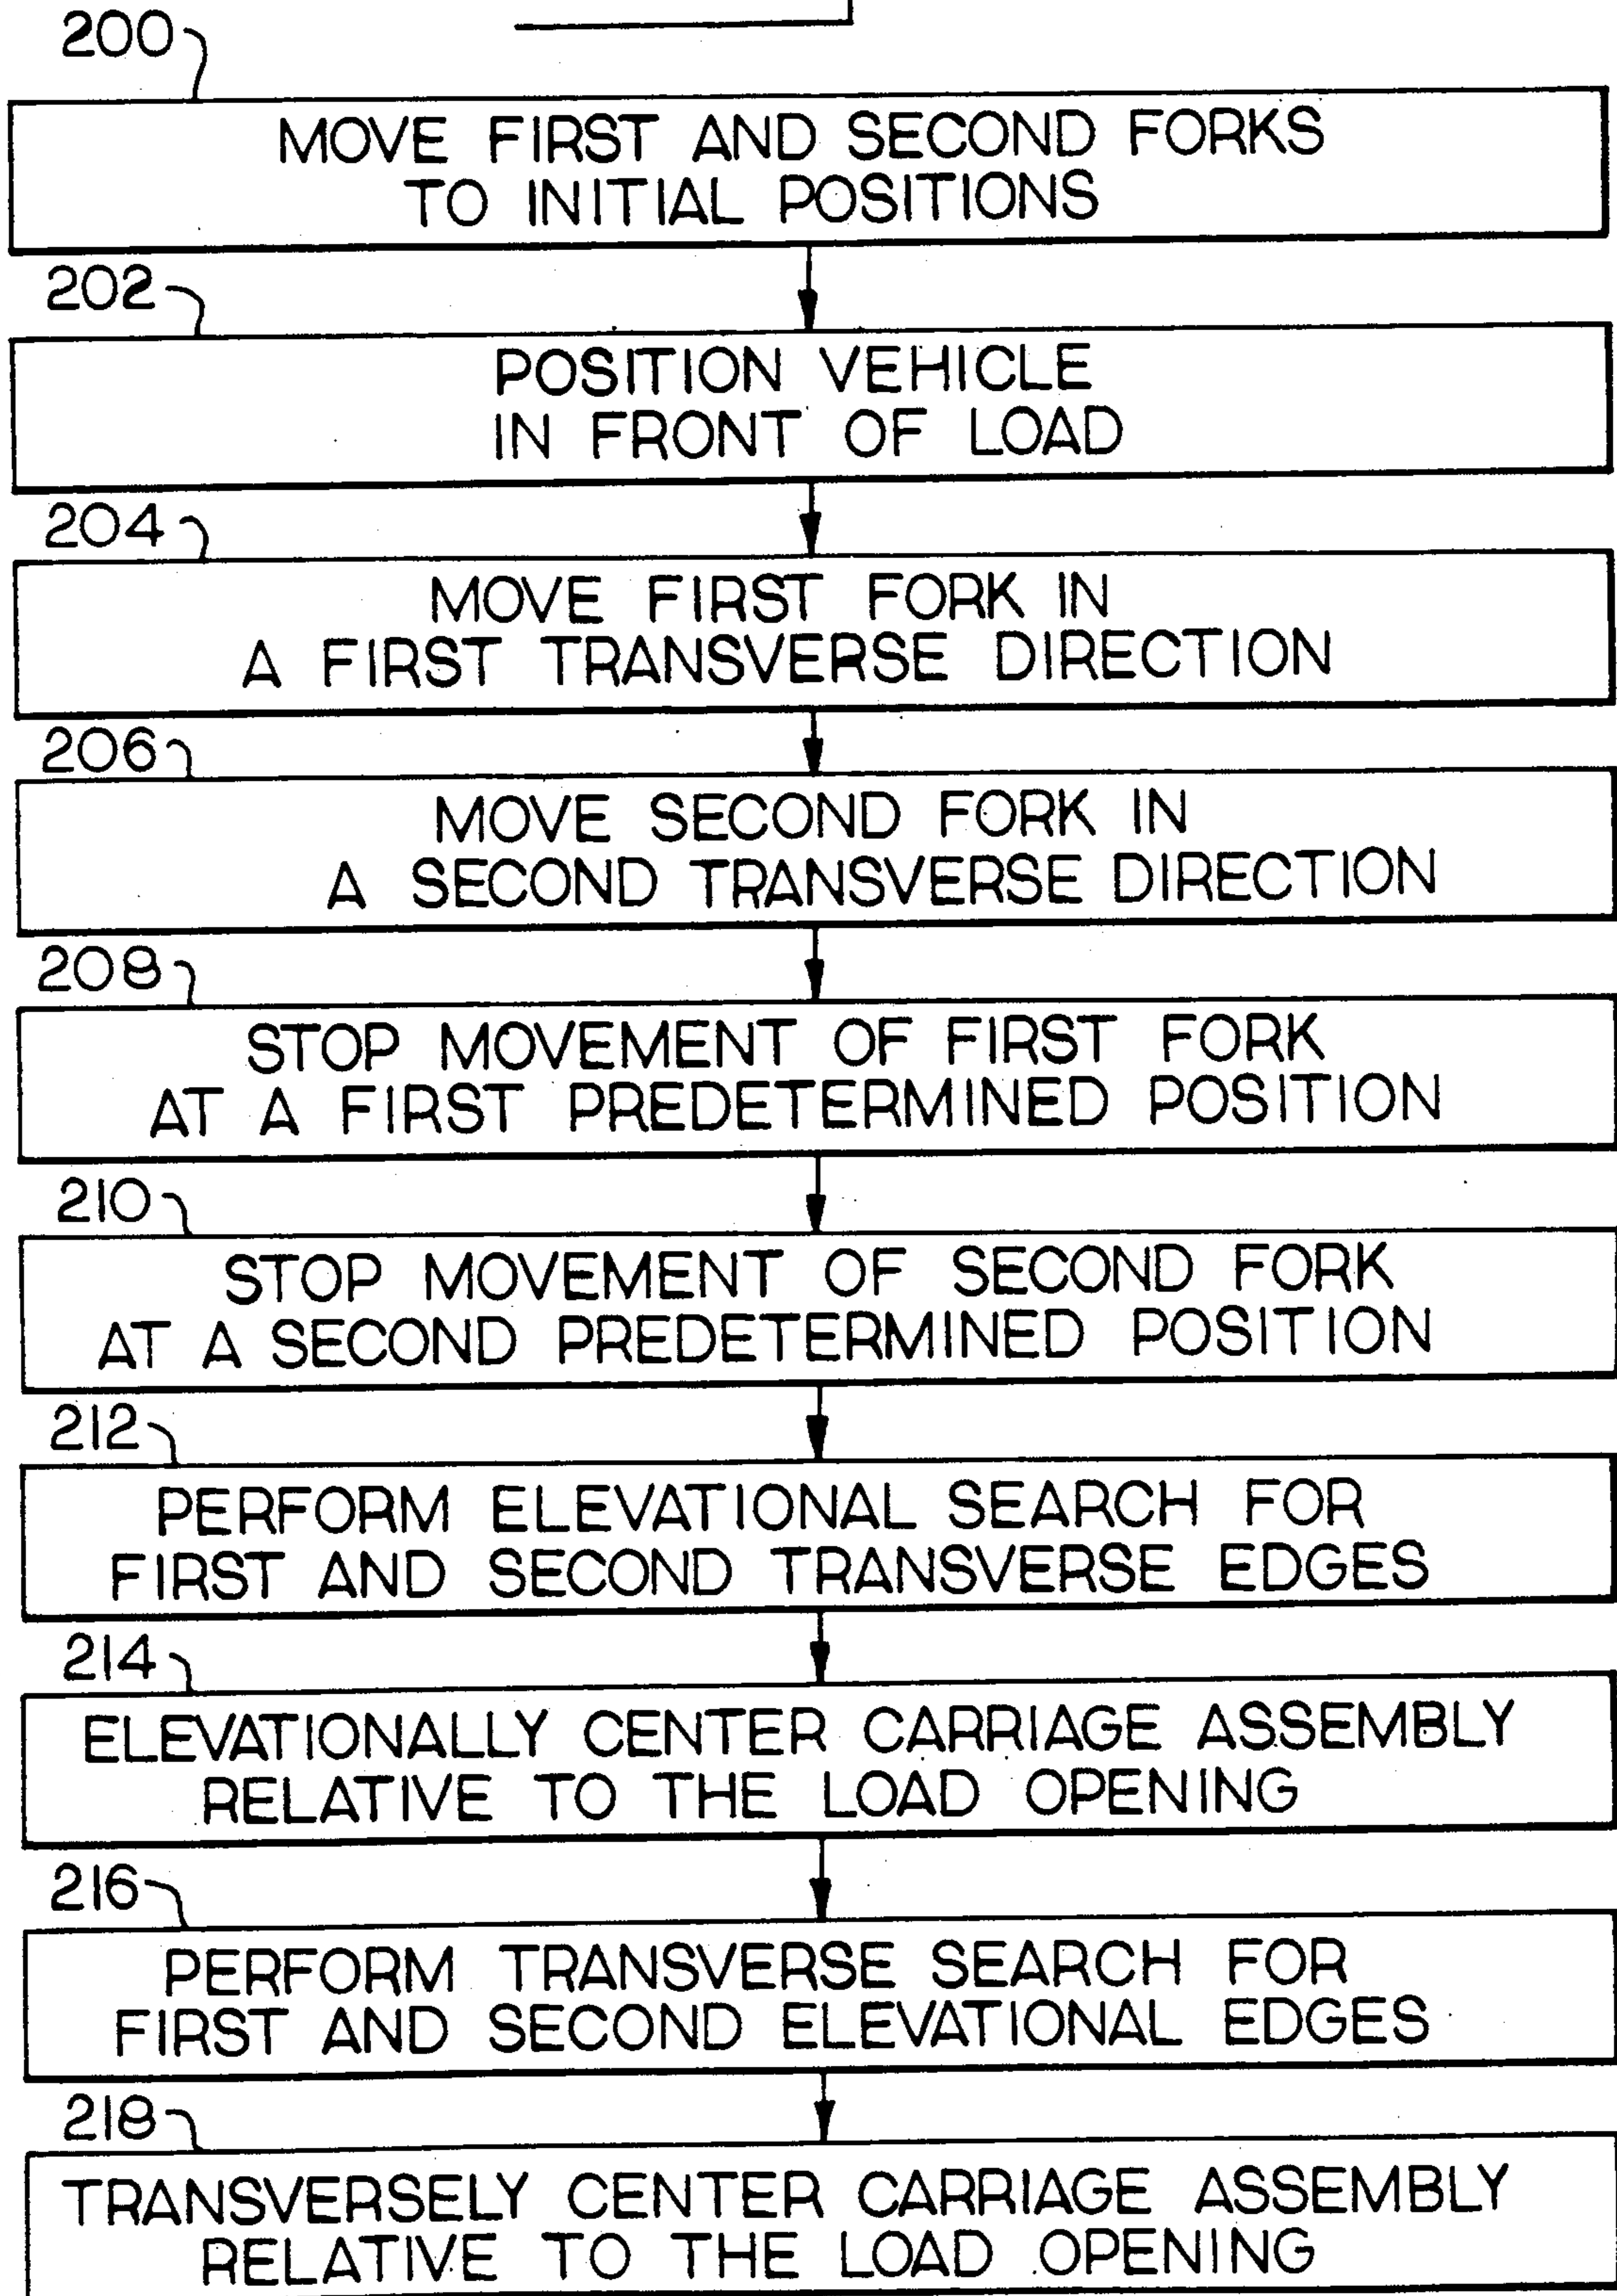 200
MOVE FIRST AND SECOND FORKS
TO INITIAL POSITIONS
202
POSITION VEHICLE
IN FRONT OF LOAD
204
MOVE FIRST FORK IN
A FIRST TRANSVERSE DIRECTION
206
MOVE SECOND FORK IN
A SECOND TRANSVERSE DIRECTION
208
STOP MOVEMENT OF FIRST FORK
AT A FIRST PREDETERMINED POSITION
210
STOP MOVEMENT OF SECOND FORK
AT A SECOND PREDETERMINED POSITION
212
PERFORM ELEVATIONAL SEARCH FOR
FIRST AND SECOND TRANSVERSE EDGES
214
ELEVATIONALLY CENTER CARRIAGE ASSEMBLY
RELATIVE TO THE LOAD OPENING
216
PERFORM TRANSVERSE SEARCH FOR
FIRST AND SECOND ELEVATIONAL EDGES
218
TRANSVERSELY CENTER CARRIAGE ASSEMBLY
RELATIVE TO THE LOAD OPENING